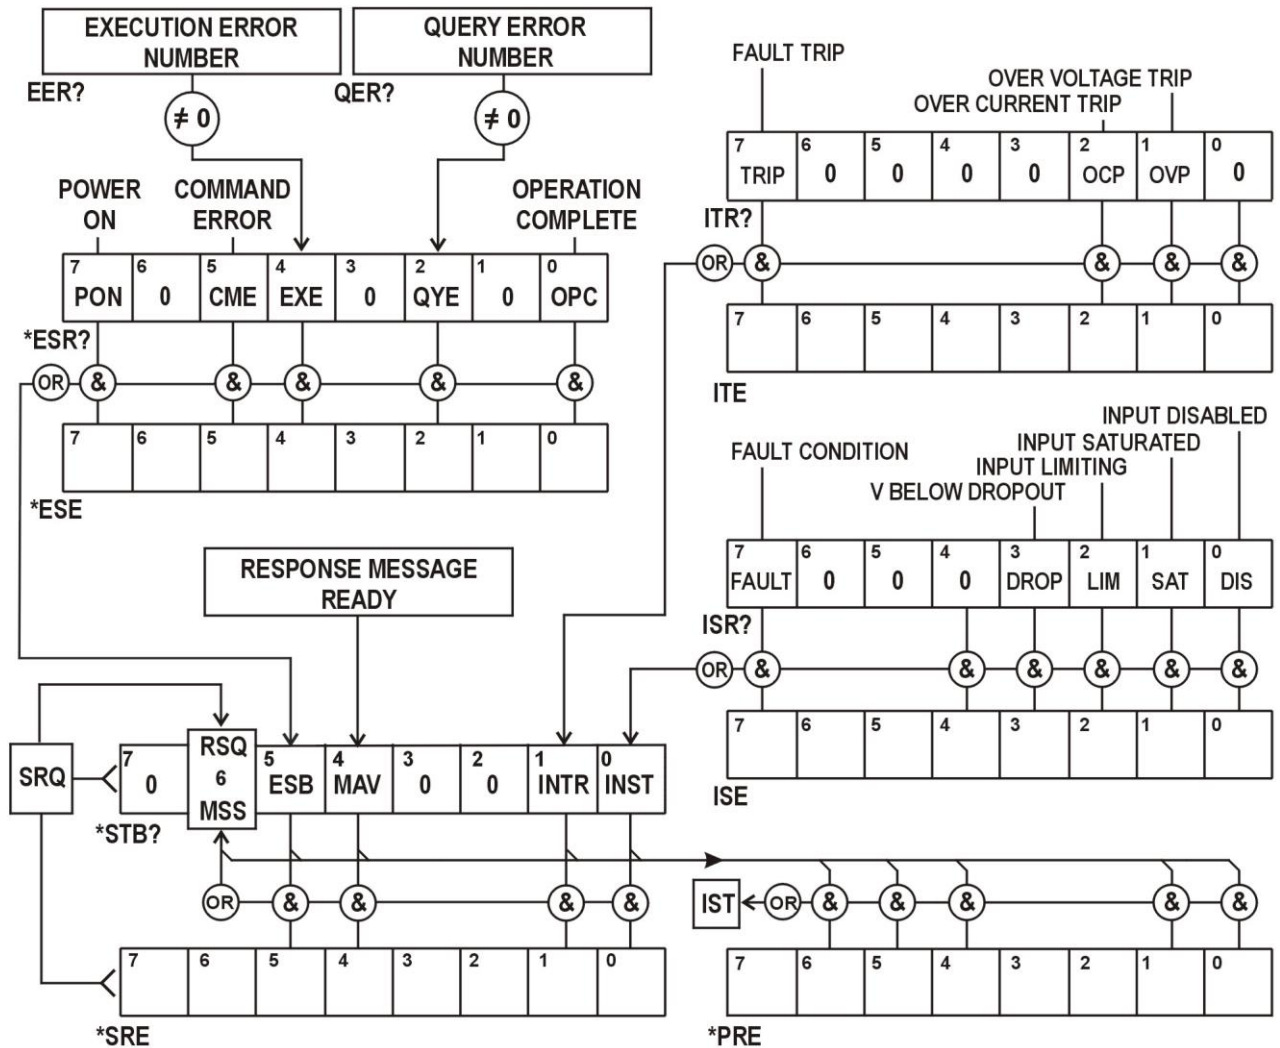 EXECUTION ERROR
NUMBER
EER?
≠ 0
QUERY ERROR
NUMBER
QER?
≠ 0
POWER
ON
COMMAND
ERROR
OPERATION
COMPLETE
7 6 5 4 3 2 1 0
PON 0 CME EXE 0 QYE 0 OPC
*ESR?
OR & & & & &
7 6 5 4 3 2 1 0
*ESE
RESPONSE MESSAGE
READY
SRQ
7 RSQ 5 4 3 2 1 0
0 6 ESB MAV 0 0 INTR INST
MSS
*STB?
OR & & & &
7 6 5 4 3 2 1 0
*SRE
FAULT TRIP
OVER VOLTAGE TRIP
OVER CURRENT TRIP
7 6 5 4 3 2 1 0
TRIP 0 0 0 0 OCP OVP 0
ITR?
OR & & & &
7 6 5 4 3 2 1 0
ITE
INPUT DISABLED
INPUT SATURATED
FAULT CONDITION
INPUT LIMITING
V BELOW DROPOUT
7 6 5 4 3 2 1 0
FAULT 0 0 0 DROP LIM SAT DIS
ISR?
OR & & & & & &
7 6 5 4 3 2 1 0
ISE
IST OR & & & & &
7 6 5 4 3 2 1 0
*PRE